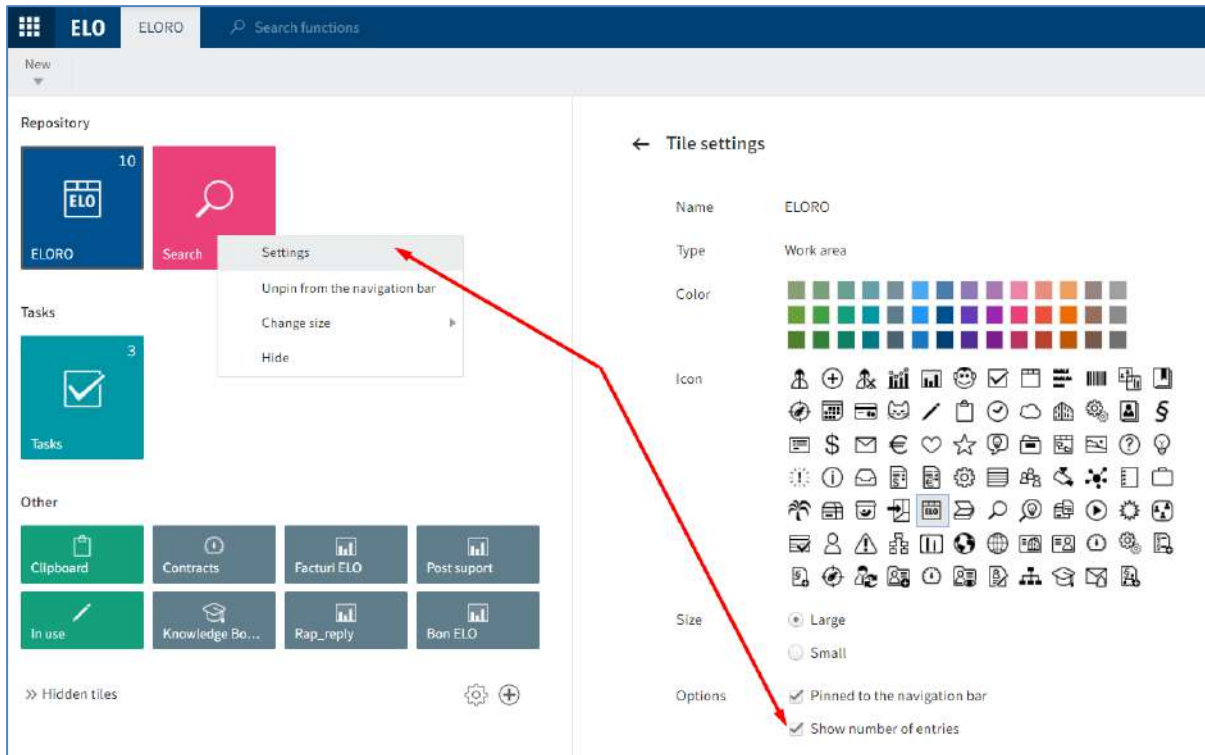 ELO
ELORO
Search functions
New
Repository
10
ELO
ELORO
Search
Settings
Unpin from the navigation bar
Change size
Hide
Tasks
3
Tasks
Other
Clipboard
Contracts
Facturi ELO
Post suport
In use
Knowledge Bo...
Rap_reply
Bon ELO
>> Hidden tiles
Tile settings
Name ELORO
Type Work area
Color
Icon
Size Large
Small
Options Pinned to the navigation bar
Show number of entries